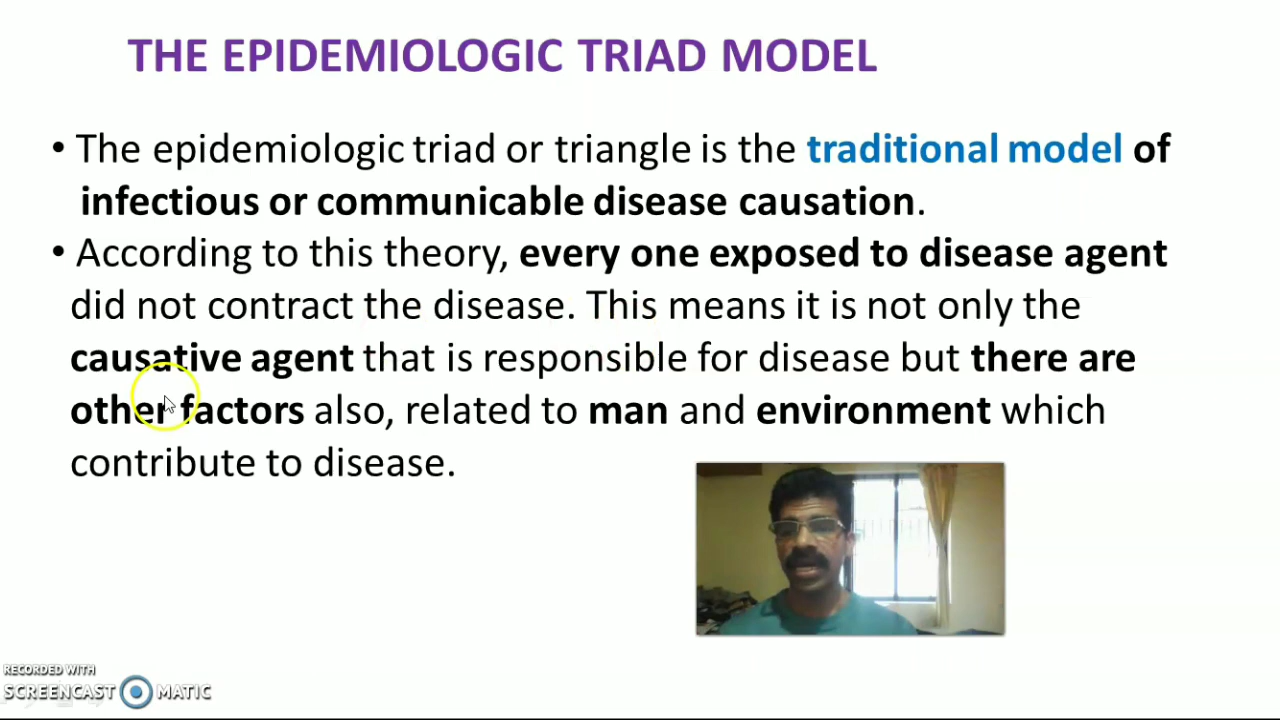 THE EPIDEMIOLOGIC TRIAD MODEL
• The epidemiologic triad or triangle is the traditional model of
infectious or communicable disease causation.
• According to this theory, every one exposed to disease agent
did not contract the disease. This means it is not only the
causative agent that is responsible for disease but there are
other factors also, related to man and environment which
contribute to disease.
RECORDED WITH
SCREENCAST MATIC